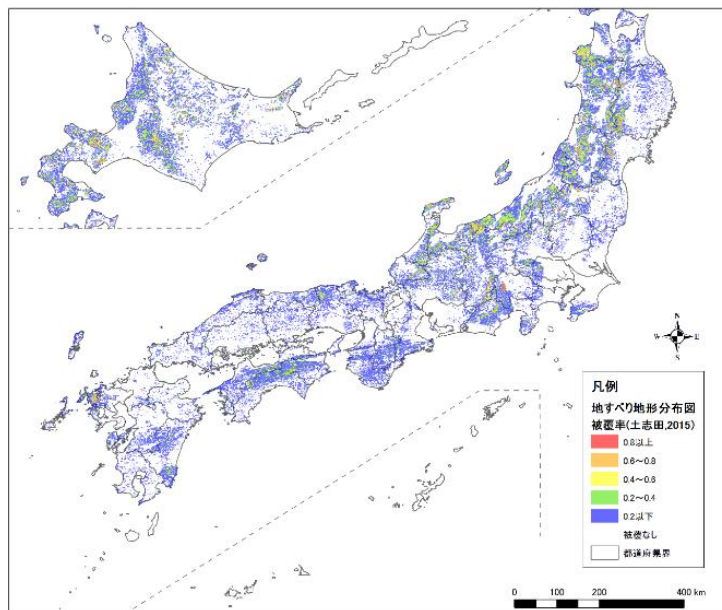 N
W E
S
凡例
地すべり地形分布図
被覆率(土志田,2015)
0.8以上
0.6～0.8
0.4～0.6
0.2～0.4
0.2以下
被覆なし
都道府県界
0 100 200 400 km